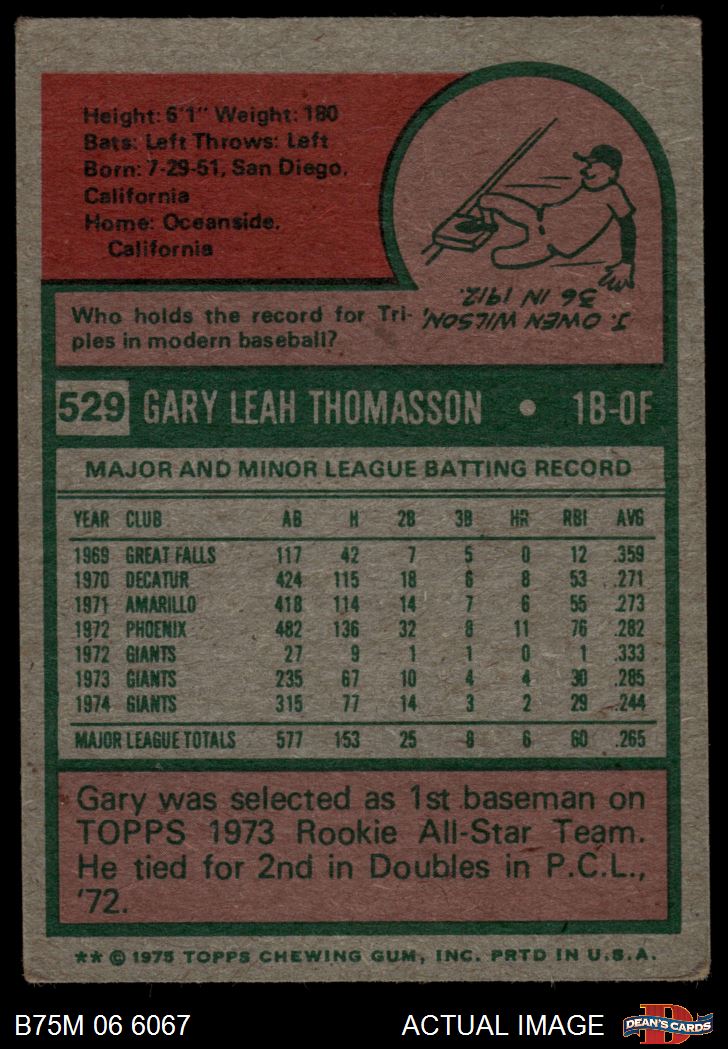 Height: 6'1" Weight: 180
Bats: Left Throws: Left
Born: 7-29-51, San Diego,
California
Home: Oceanside,
California
Who holds the record for Tri-
ples in modern baseball?
J. OWEN WILSON,
36 IN 1912.
529 GARY LEAH THOMASSON • 1B-OF
MAJOR AND MINOR LEAGUE BATTING RECORD
YEAR CLUB AB H 2B 3B HR RBI AVG
1969 GREAT FALLS 117 42 7 5 0 12 .359
1970 DECATUR 424 115 18 6 8 53 .271
1971 AMARILLO 418 114 14 7 6 55 .273
1972 PHOENIX 482 136 32 8 11 76 .282
1972 GIANTS 27 9 1 1 0 1 .333
1973 GIANTS 235 67 10 4 4 30 .285
1974 GIANTS 315 77 14 3 2 29 .244
MAJOR LEAGUE TOTALS 577 153 25 8 6 60 .265
Gary was selected as 1st baseman on
TOPPS 1973 Rookie All-Star Team.
He tied for 2nd in Doubles in P.C.L.,
'72.
** © 1975 TOPPS CHEWING GUM, INC. PRTD IN U.S.A.
B75M 06 6067 ACTUAL IMAGE D DEAN'S CARDS